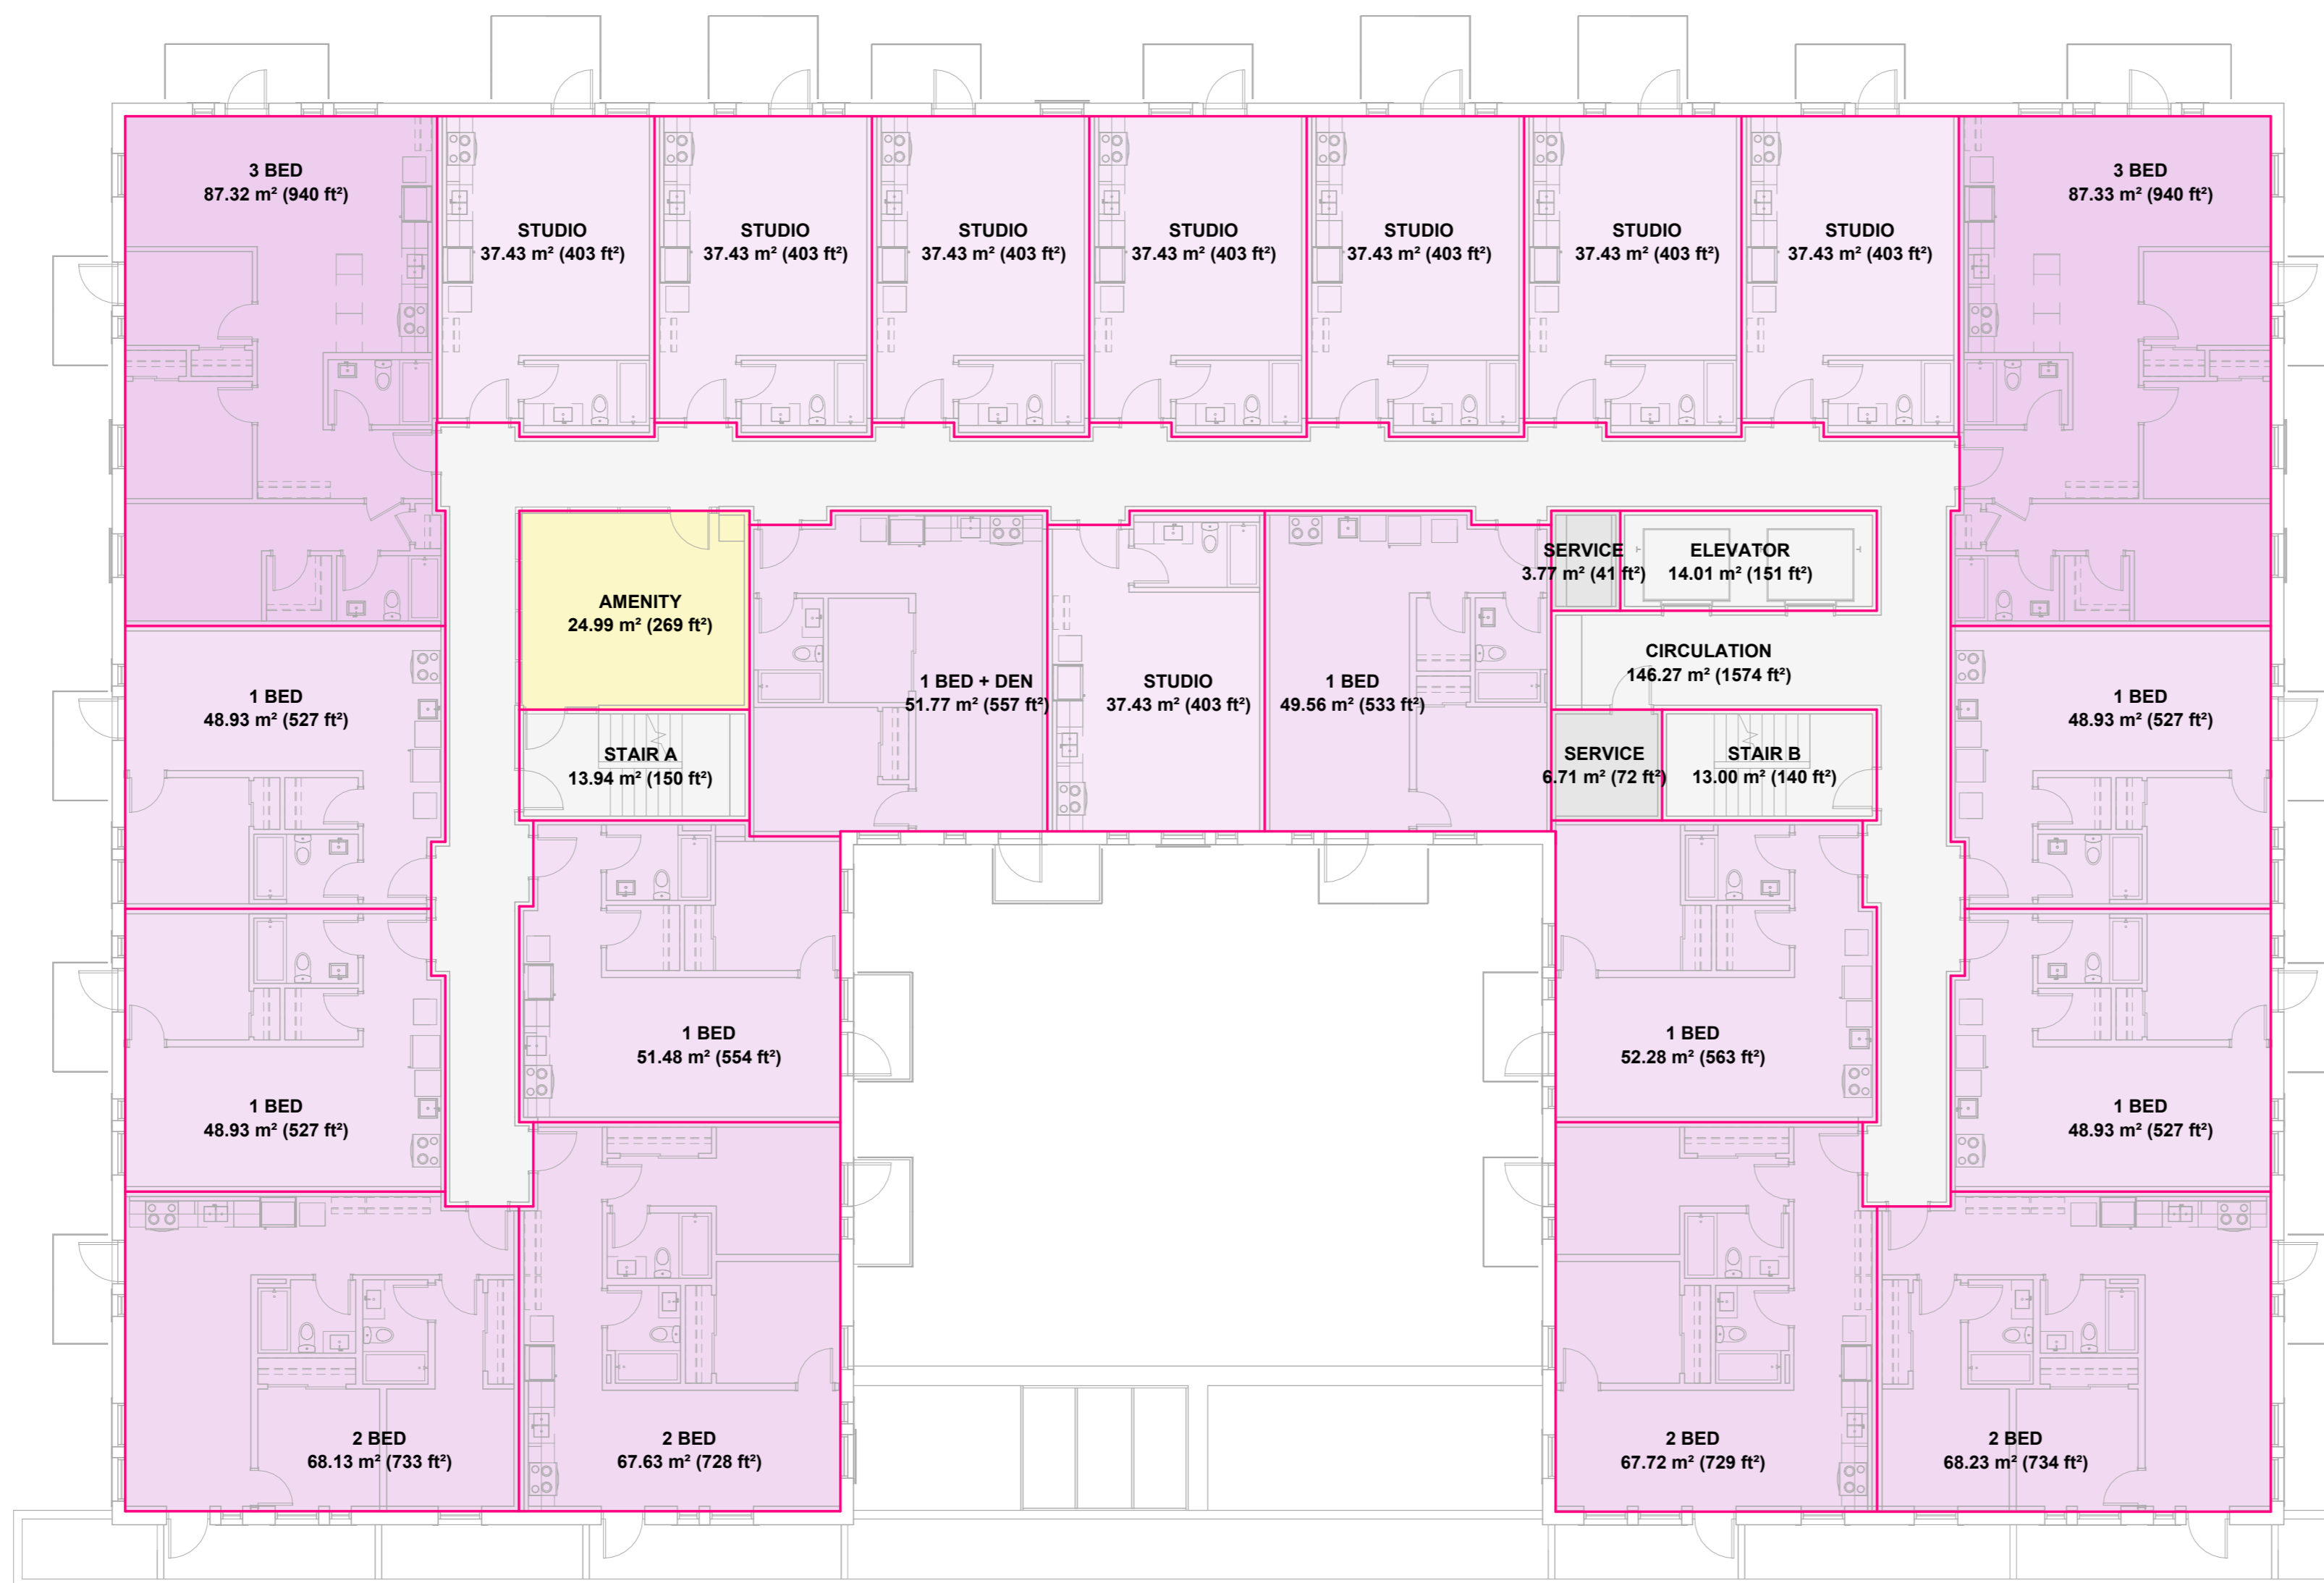 3 BED
87.32 m² (940 ft²)
STUDIO
37.43 m² (403 ft²)
STUDIO
37.43 m² (403 ft²)
STUDIO
37.43 m² (403 ft²)
STUDIO
37.43 m² (403 ft²)
STUDIO
37.43 m² (403 ft²)
STUDIO
37.43 m² (403 ft²)
STUDIO
37.43 m² (403 ft²)
3 BED
87.33 m² (940 ft²)
AMENITY
24.99 m² (269 ft²)
SERVICE
3.77 m² (41 ft²)
ELEVATOR
14.01 m² (151 ft²)
CIRCULATION
146.27 m² (1574 ft²)
1 BED
48.93 m² (527 ft²)
1 BED + DEN
51.77 m² (557 ft²)
STUDIO
37.43 m² (403 ft²)
1 BED
49.56 m² (533 ft²)
1 BED
48.93 m² (527 ft²)
STAIR A
13.94 m² (150 ft²)
SERVICE
6.71 m² (72 ft²)
STAIR B
13.00 m² (140 ft²)
1 BED
51.48 m² (554 ft²)
1 BED
52.28 m² (563 ft²)
1 BED
48.93 m² (527 ft²)
1 BED
48.93 m² (527 ft²)
2 BED
68.13 m² (733 ft²)
2 BED
67.63 m² (728 ft²)
2 BED
67.72 m² (729 ft²)
2 BED
68.23 m² (734 ft²)